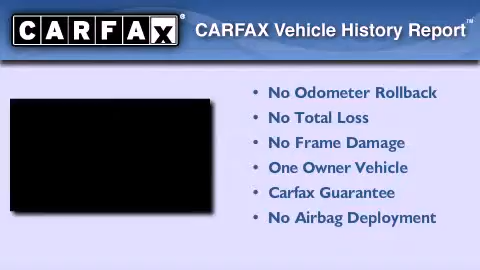 CARFAX® CARFAX Vehicle History Report™
• No Odometer Rollback
• No Total Loss
• No Frame Damage
• One Owner Vehicle
• Carfax Guarantee
• No Airbag Deployment